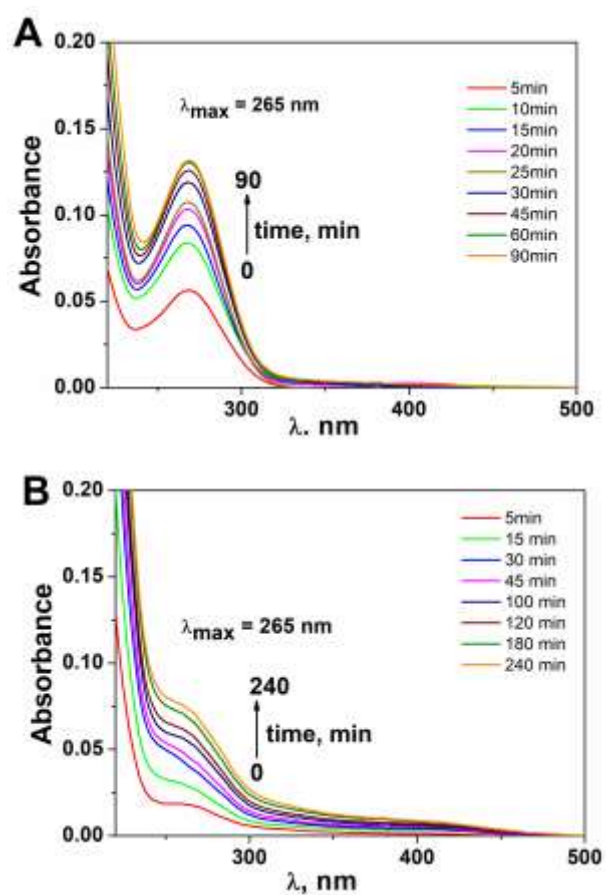 A
0.20
0.15
0.10
0.05
0.00
Absorbance
λmax = 265 nm
90
time, min
0
5min
10min
15min
20min
25min
30min
45min
60min
90min
300
400
500
λ. nm
B
0.20
0.15
0.10
0.05
0.00
Absorbance
λmax = 265 nm
240
time, min
0
5min
15 min
30 min
45 min
100 min
120 min
180 min
240 min
300
400
500
λ, nm